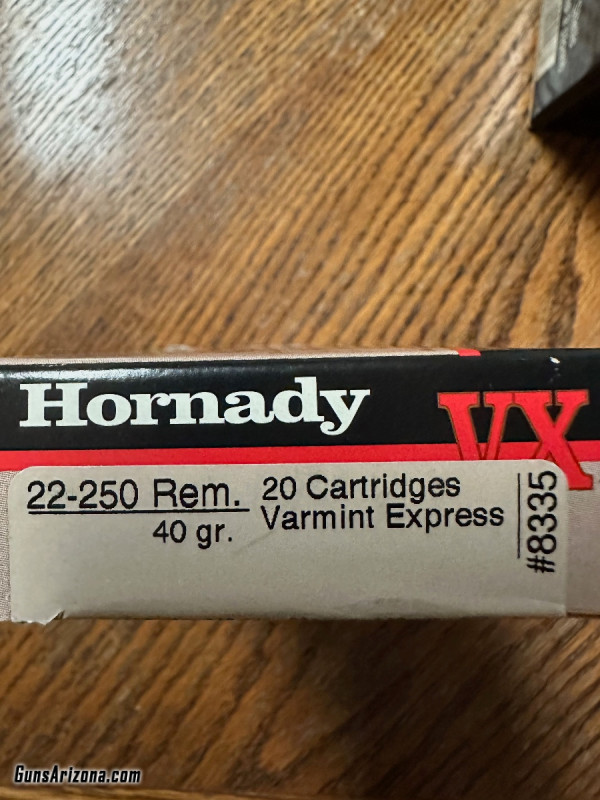 Hornady VX
22-250 Rem.
40 gr.
20 Cartridges
Varmint Express
#8335
GunsArizona.com